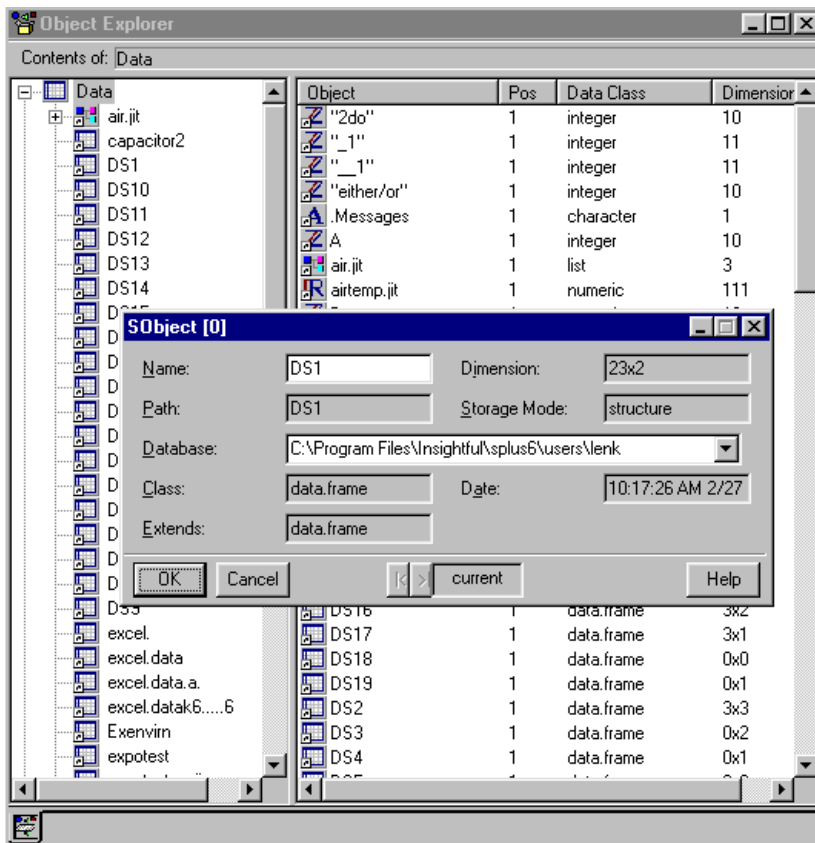 Object Explorer
Contents of: Data
Data
air.jit
capacitor2
DS1
DS10
DS11
DS12
DS13
DS14
D
D
D
D
D
D
D
D
D
D
D
excel.
excel.data
excel.data.a.
excel.datak6.....6
Exenvirn
expotest
Object Pos Data Class Dimension
"2do" 1 integer 10
"_1" 1 integer 11
"__1" 1 integer 11
"either/or" 1 integer 10
.Messages 1 character 1
A 1 integer 10
air.jit 1 list 3
airtemp.jit 1 numeric 111
SObject [0]
Name: DS1 Dimension: 23x2
Path: DS1 Storage Mode: structure
Database: C:\Program Files\Insightful\splus6\users\lenk
Class: data.frame Date: 10:17:26 AM 2/27
Extends: data.frame
OK Cancel current Help
DS16 1 data.frame 3x2
DS17 1 data.frame 3x1
DS18 1 data.frame 0x0
DS19 1 data.frame 0x1
DS2 1 data.frame 3x3
DS3 1 data.frame 0x2
DS4 1 data.frame 0x1